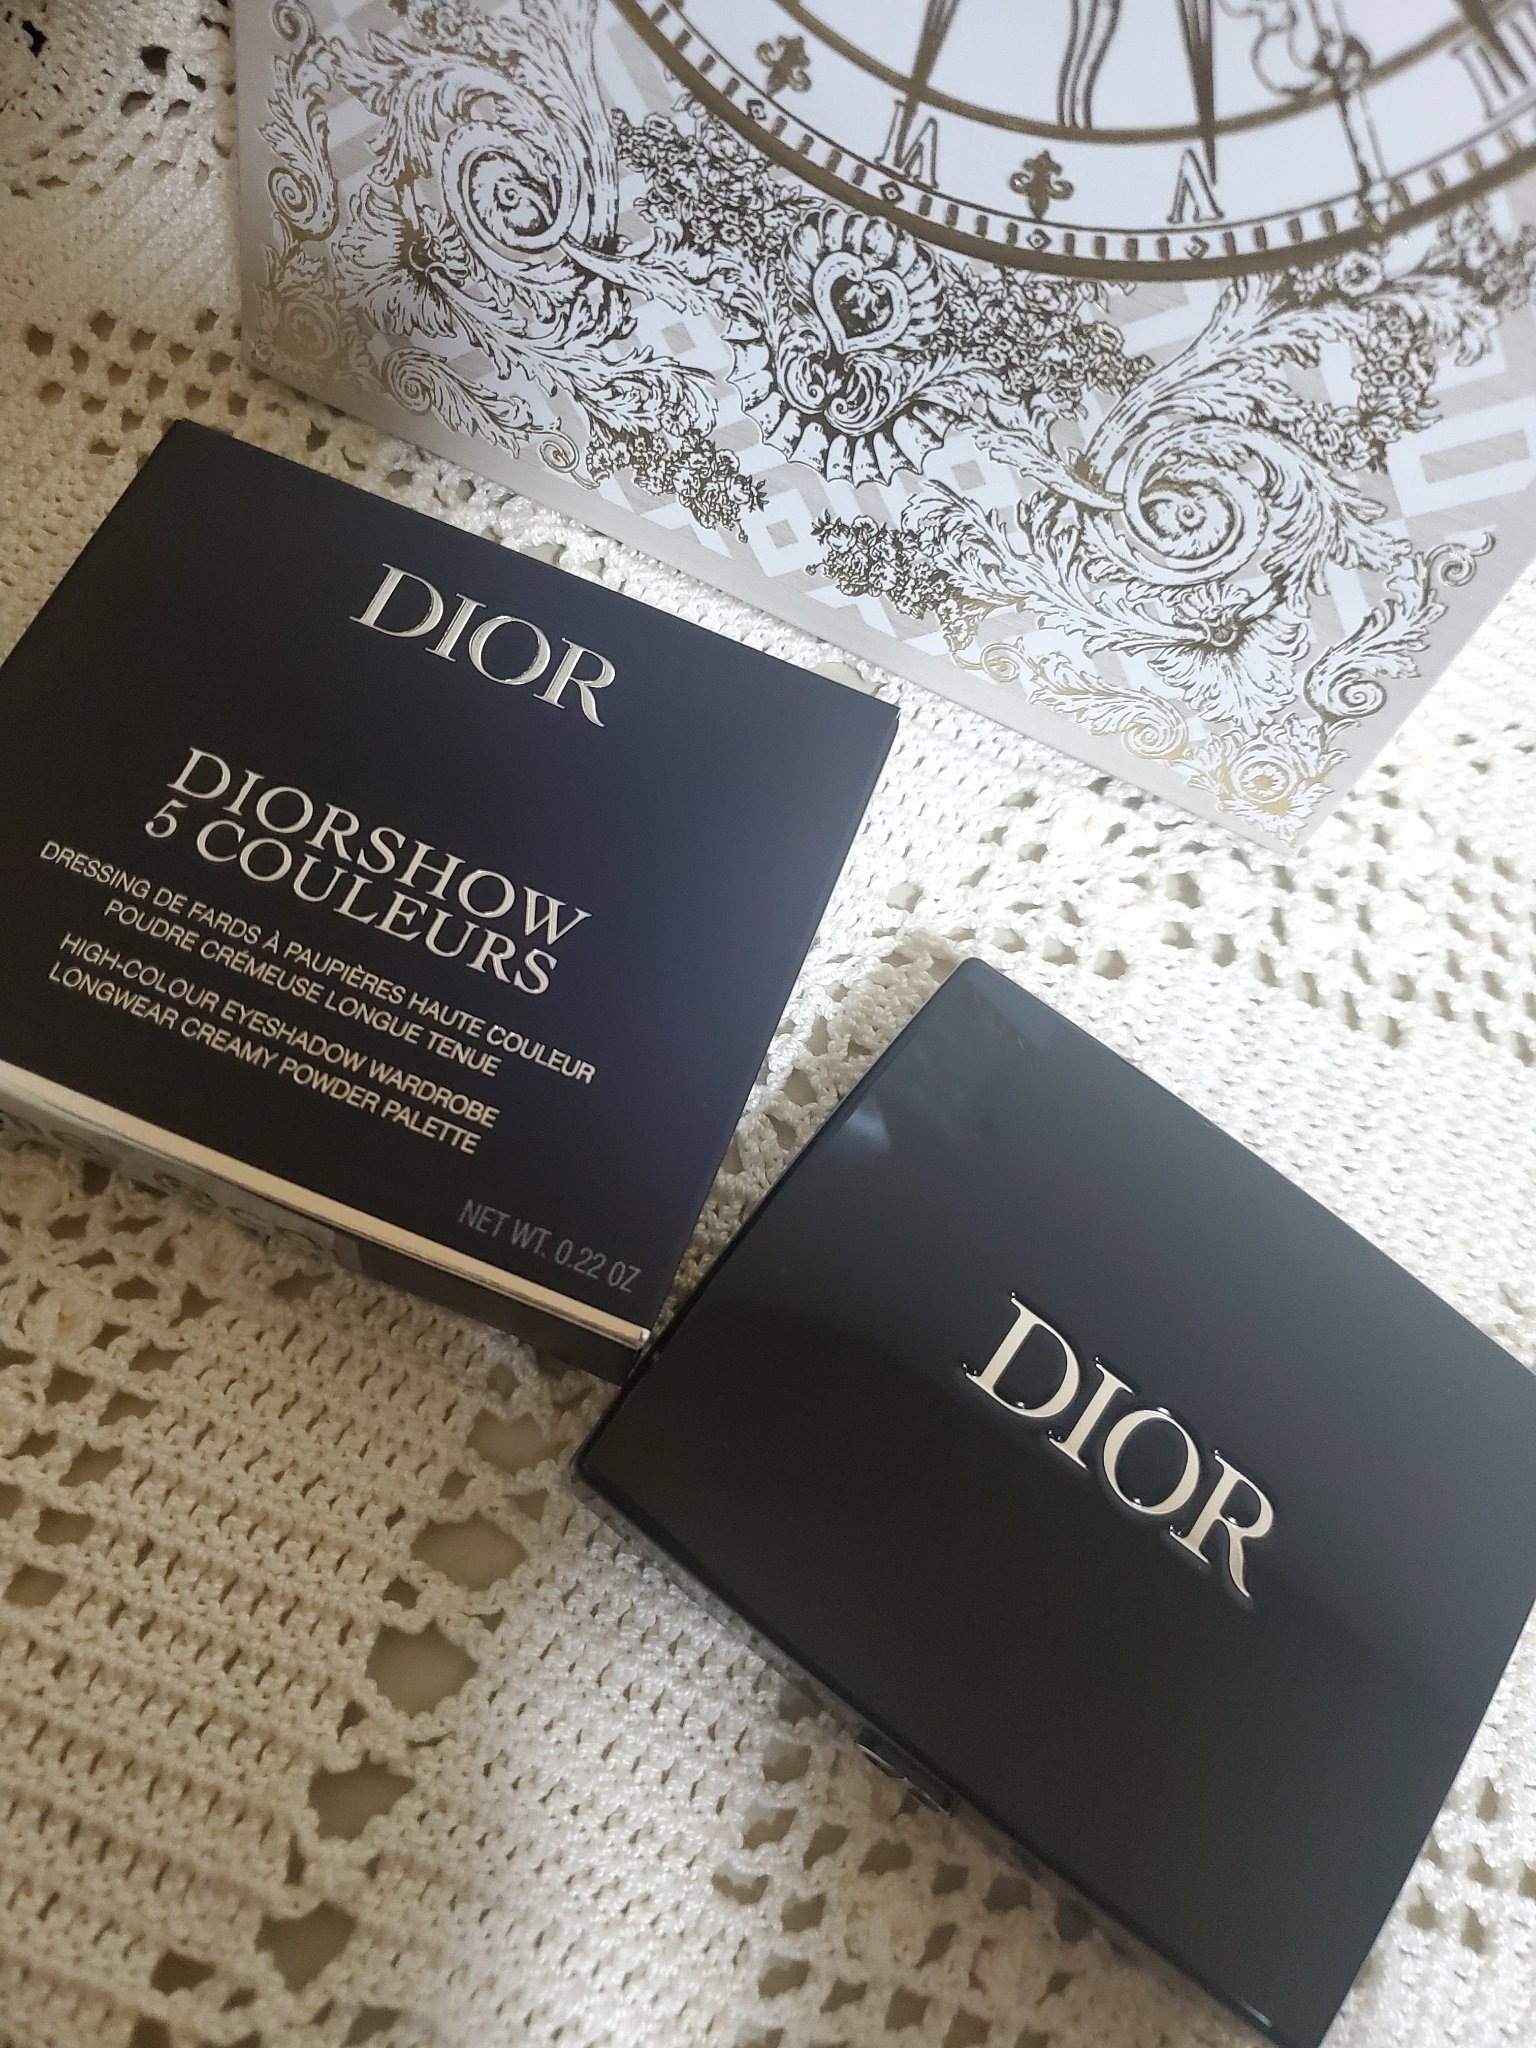 VI
V
DIOR
DIORSHOW
5 COULEURS
DRESSING DE FARDS À PAUPIÈRES HAUTE COULEUR
POUDRE CRÉMEUSE LONGUE TENUE
HIGH-COLOUR EYESHADOW WARDROBE
LONGWEAR CREAMY POWDER PALETTE
NET WT. 0.22 OZ
DIOR